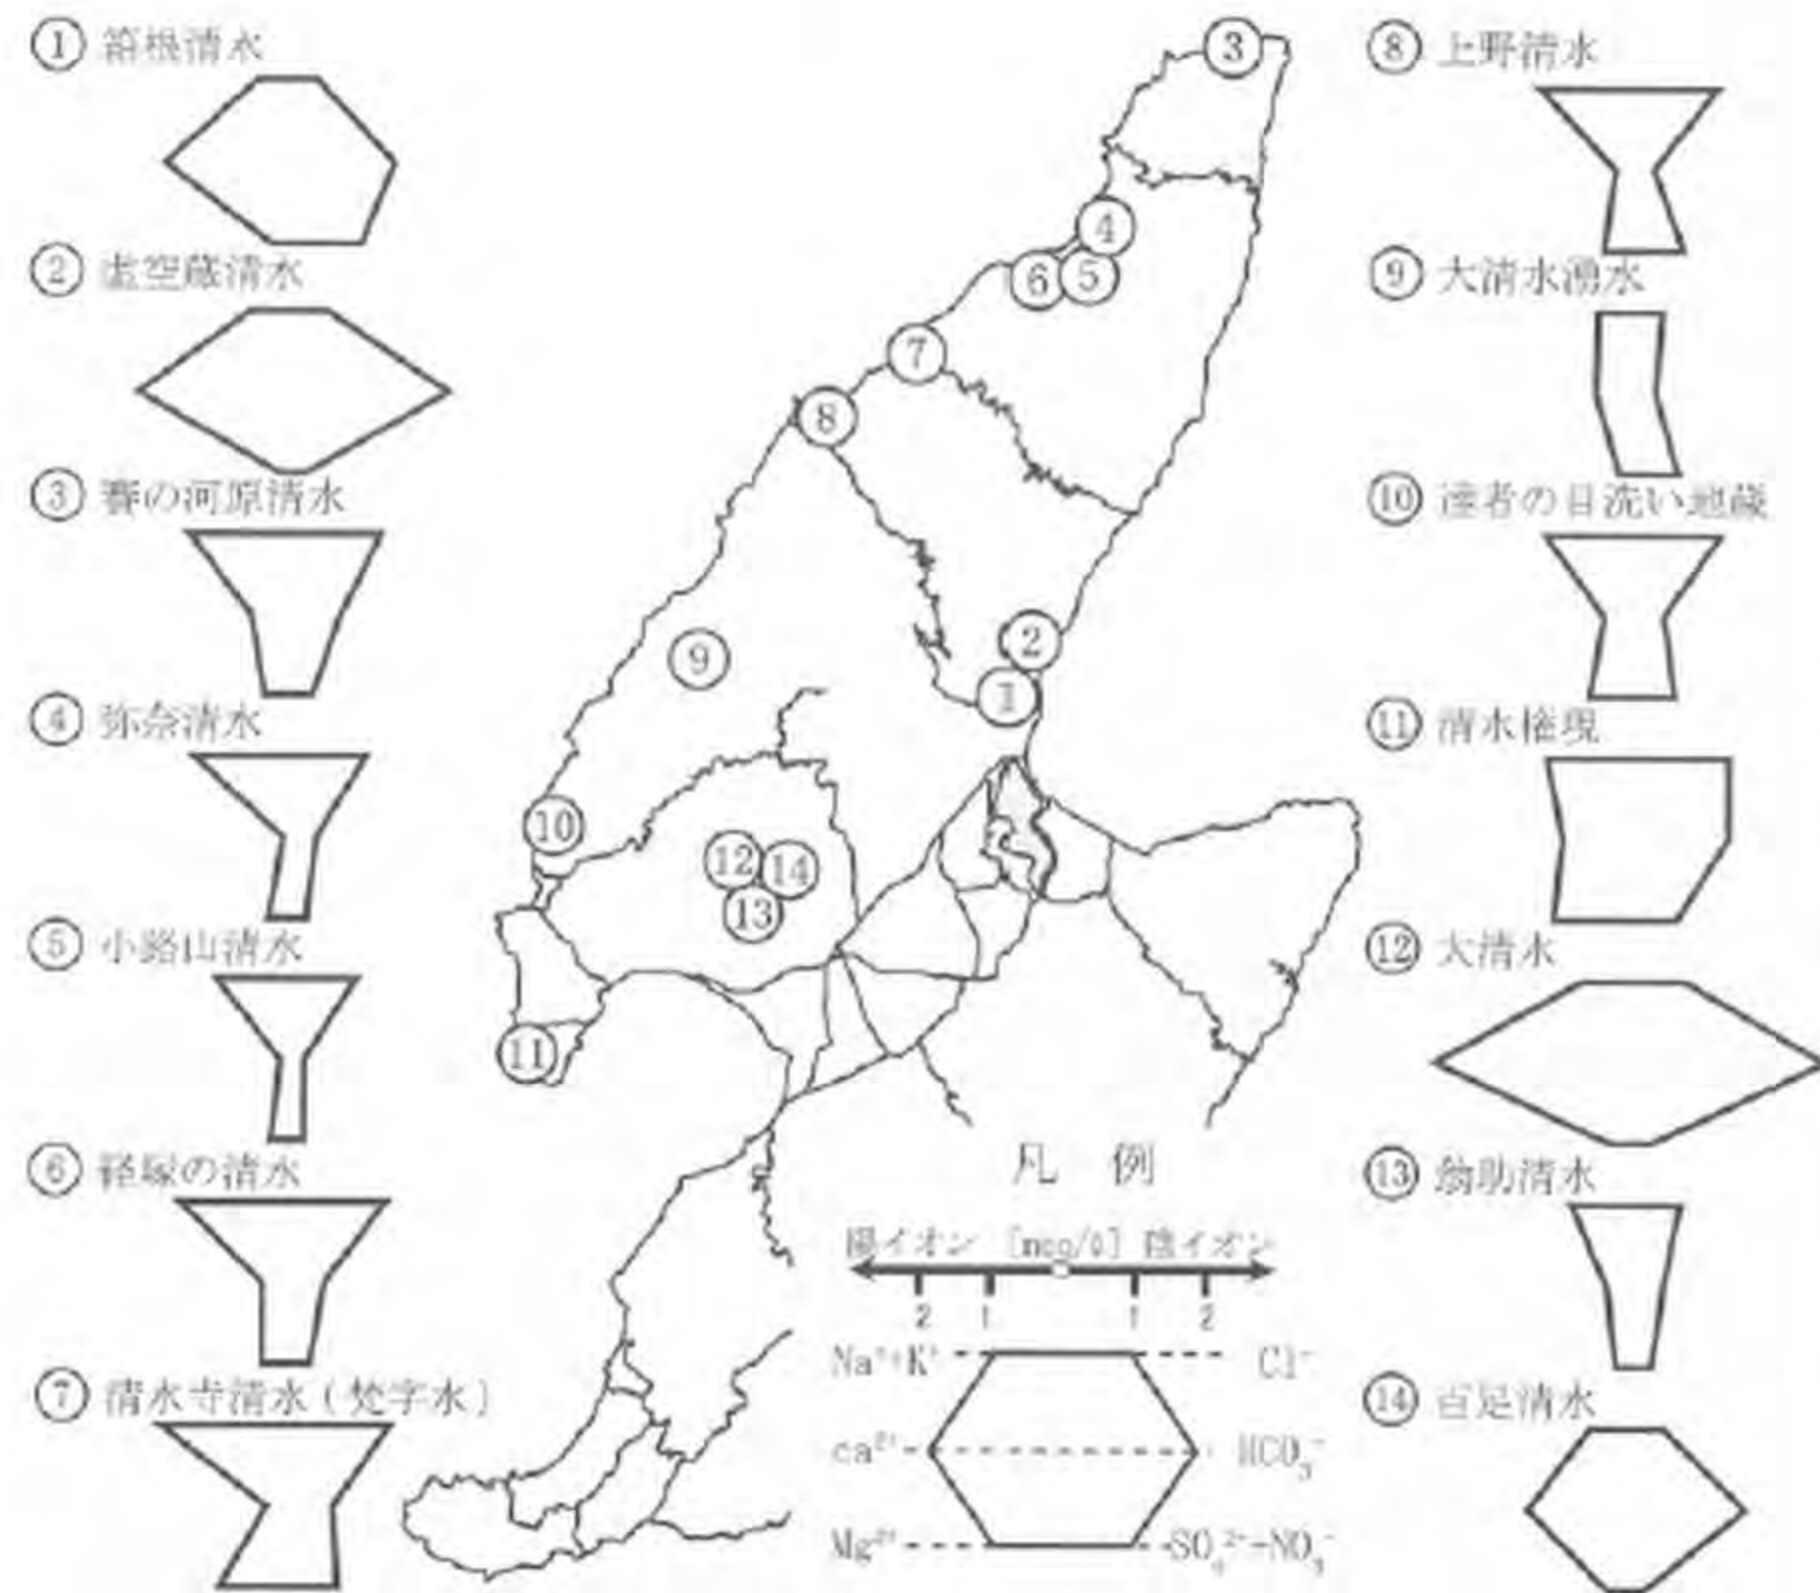 ① 箱根清水
② 虚空蔵清水
③ 賽の河原清水
④ 弥奈清水
⑤ 小路山清水
⑥ 経塚の清水
⑦ 清水寺清水(梵字水)
③
④
⑥ ⑤
⑦
⑧
⑨
②
①
⑩
⑫ ⑭
⑬
⑪
凡 例
陽イオン [meq/ℓ] 陰イオン
2 1 1 2
Na⁺+K⁺ Cl⁻
ca²⁺ HCO₃⁻
Mg²⁺ SO₄²⁻+NO₃⁻
⑧ 上野清水
⑨ 大清水湧水
⑩ 達者の目洗い地蔵
⑪ 清水権現
⑫ 大清水
⑬ 翁助清水
⑭ 百足清水